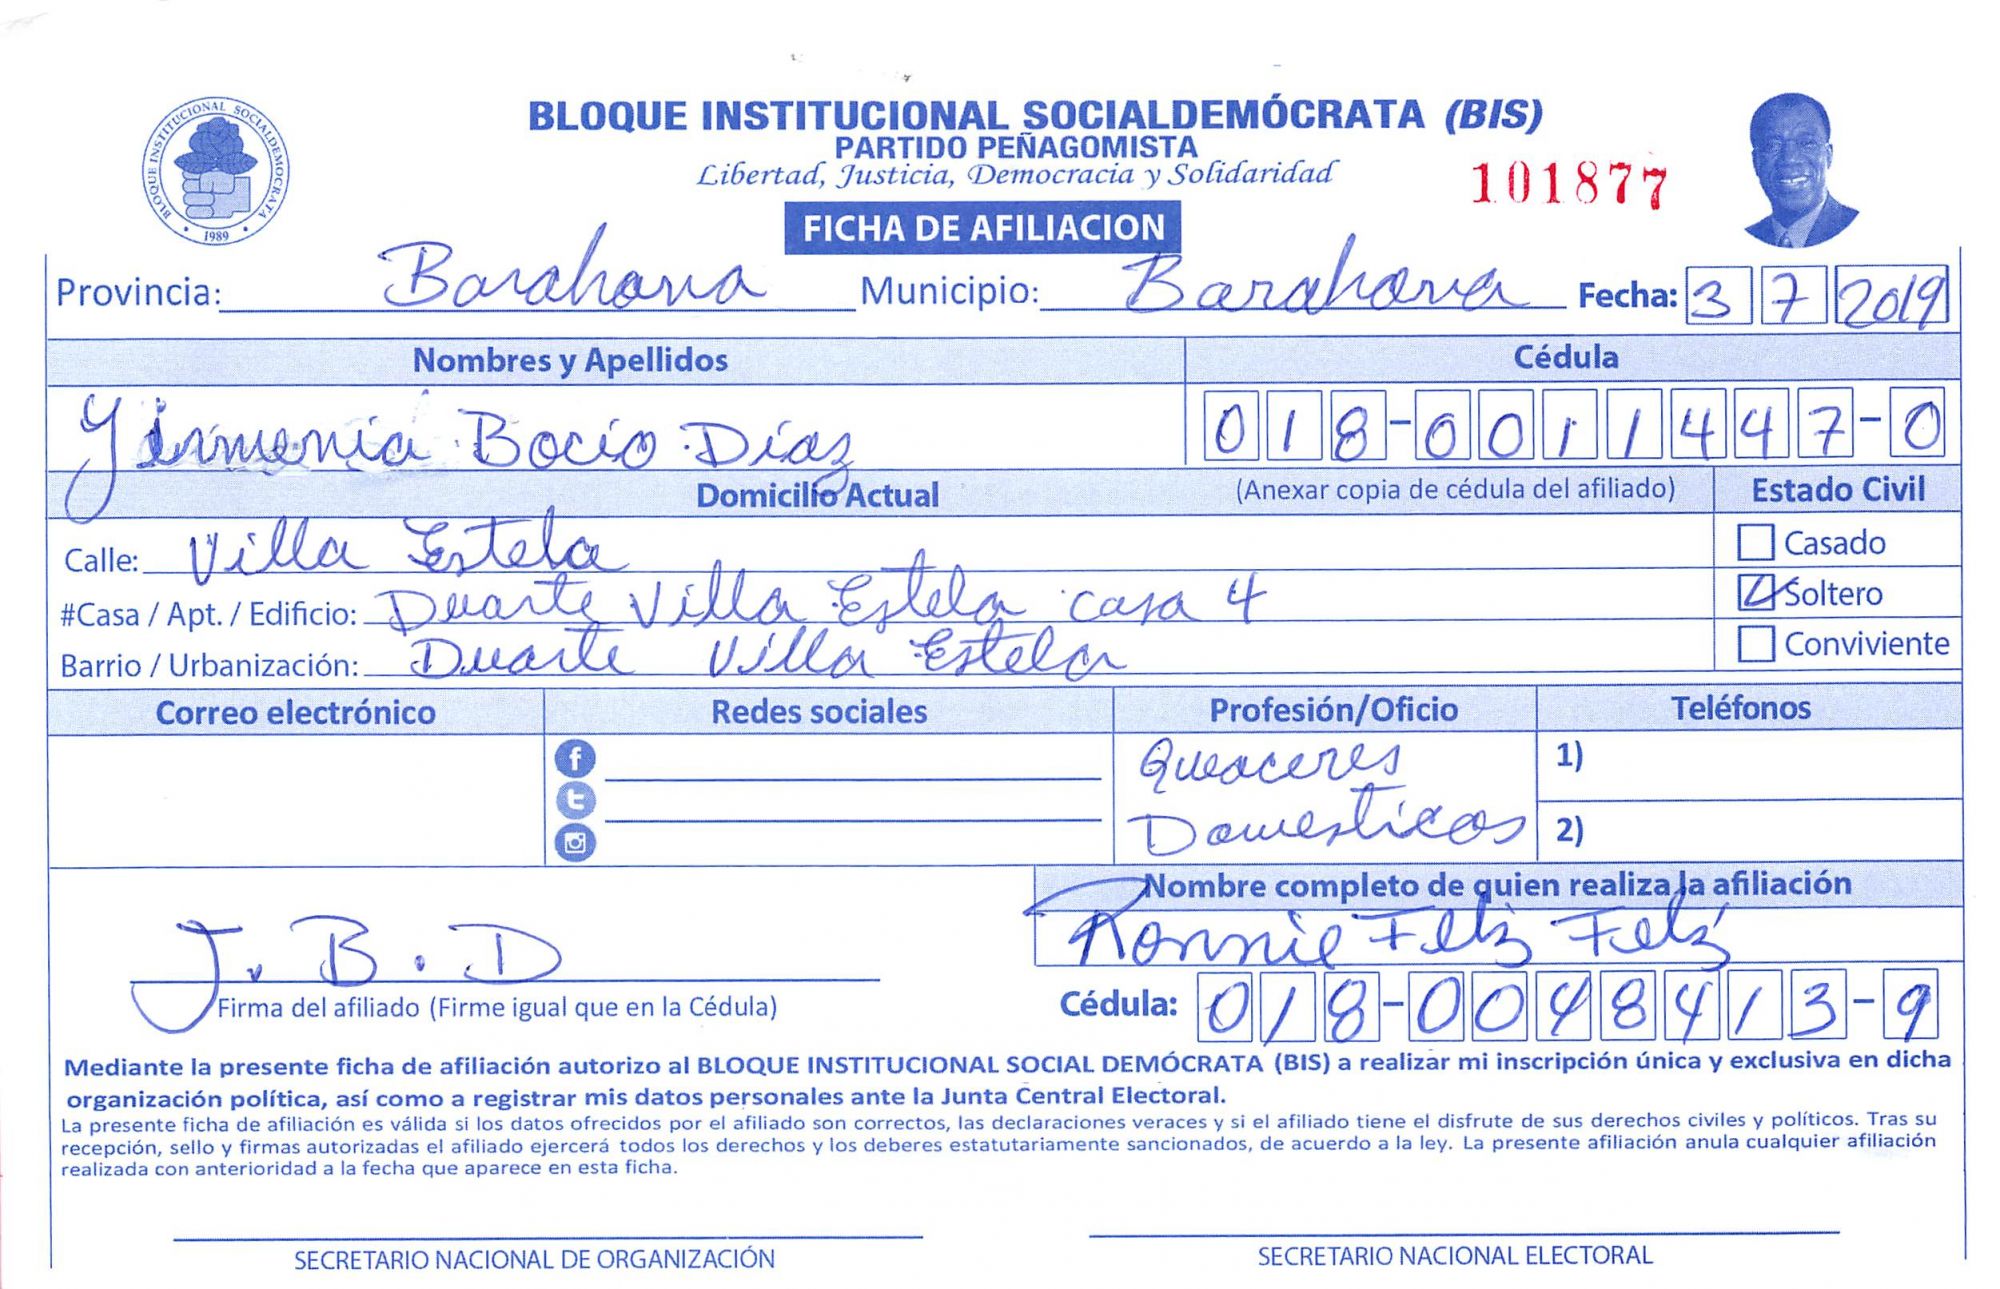 BLOQUE INSTITUCIONAL SOCIALDEMÓCRATA (BIS)
PARTIDO PEÑAGOMISTA
Libertad, Justicia, Democracia y Solidaridad
101877
BLOQUE INSTITUCIONAL SOCIALDEMOCRATA
1989
FICHA DE AFILIACION
Provincia: Barahona Municipio: Barahona Fecha: 3 7 2019
Nombres y Apellidos Cédula
Bocio Díaz 018-0011447-0
Domicilio Actual (Anexar copia de cédula del afiliado) Estado Civil
Calle: Villa Estela Casado
#Casa / Apt. / Edificio: Duarte Villa Estela casa 4 Soltero
Barrio / Urbanización: Duarte Villa Estela Conviviente
Correo electrónico Redes sociales Profesión/Oficio Teléfonos
Queaceres 1)
Domesticos 2)
Nombre completo de quien realiza la afiliación
Ronnie Feliz Feliz
J. B. D
Firma del afiliado (Firme igual que en la Cédula) Cédula: 018-0048413-9
Mediante la presente ficha de afiliación autorizo al BLOQUE INSTITUCIONAL SOCIAL DEMÓCRATA (BIS) a realizar mi inscripción única y exclusiva en dicha
organización política, así como a registrar mis datos personales ante la Junta Central Electoral.
La presente ficha de afiliación es válida si los datos ofrecidos por el afiliado son correctos, las declaraciones veraces y si el afiliado tiene el disfrute de sus derechos civiles y políticos. Tras su
recepción, sello y firmas autorizadas el afiliado ejercerá todos los derechos y los deberes estatutariamente sancionados, de acuerdo a la ley. La presente afiliación anula cualquier afiliación
realizada con anterioridad a la fecha que aparece en esta ficha.
SECRETARIO NACIONAL DE ORGANIZACIÓN SECRETARIO NACIONAL ELECTORAL